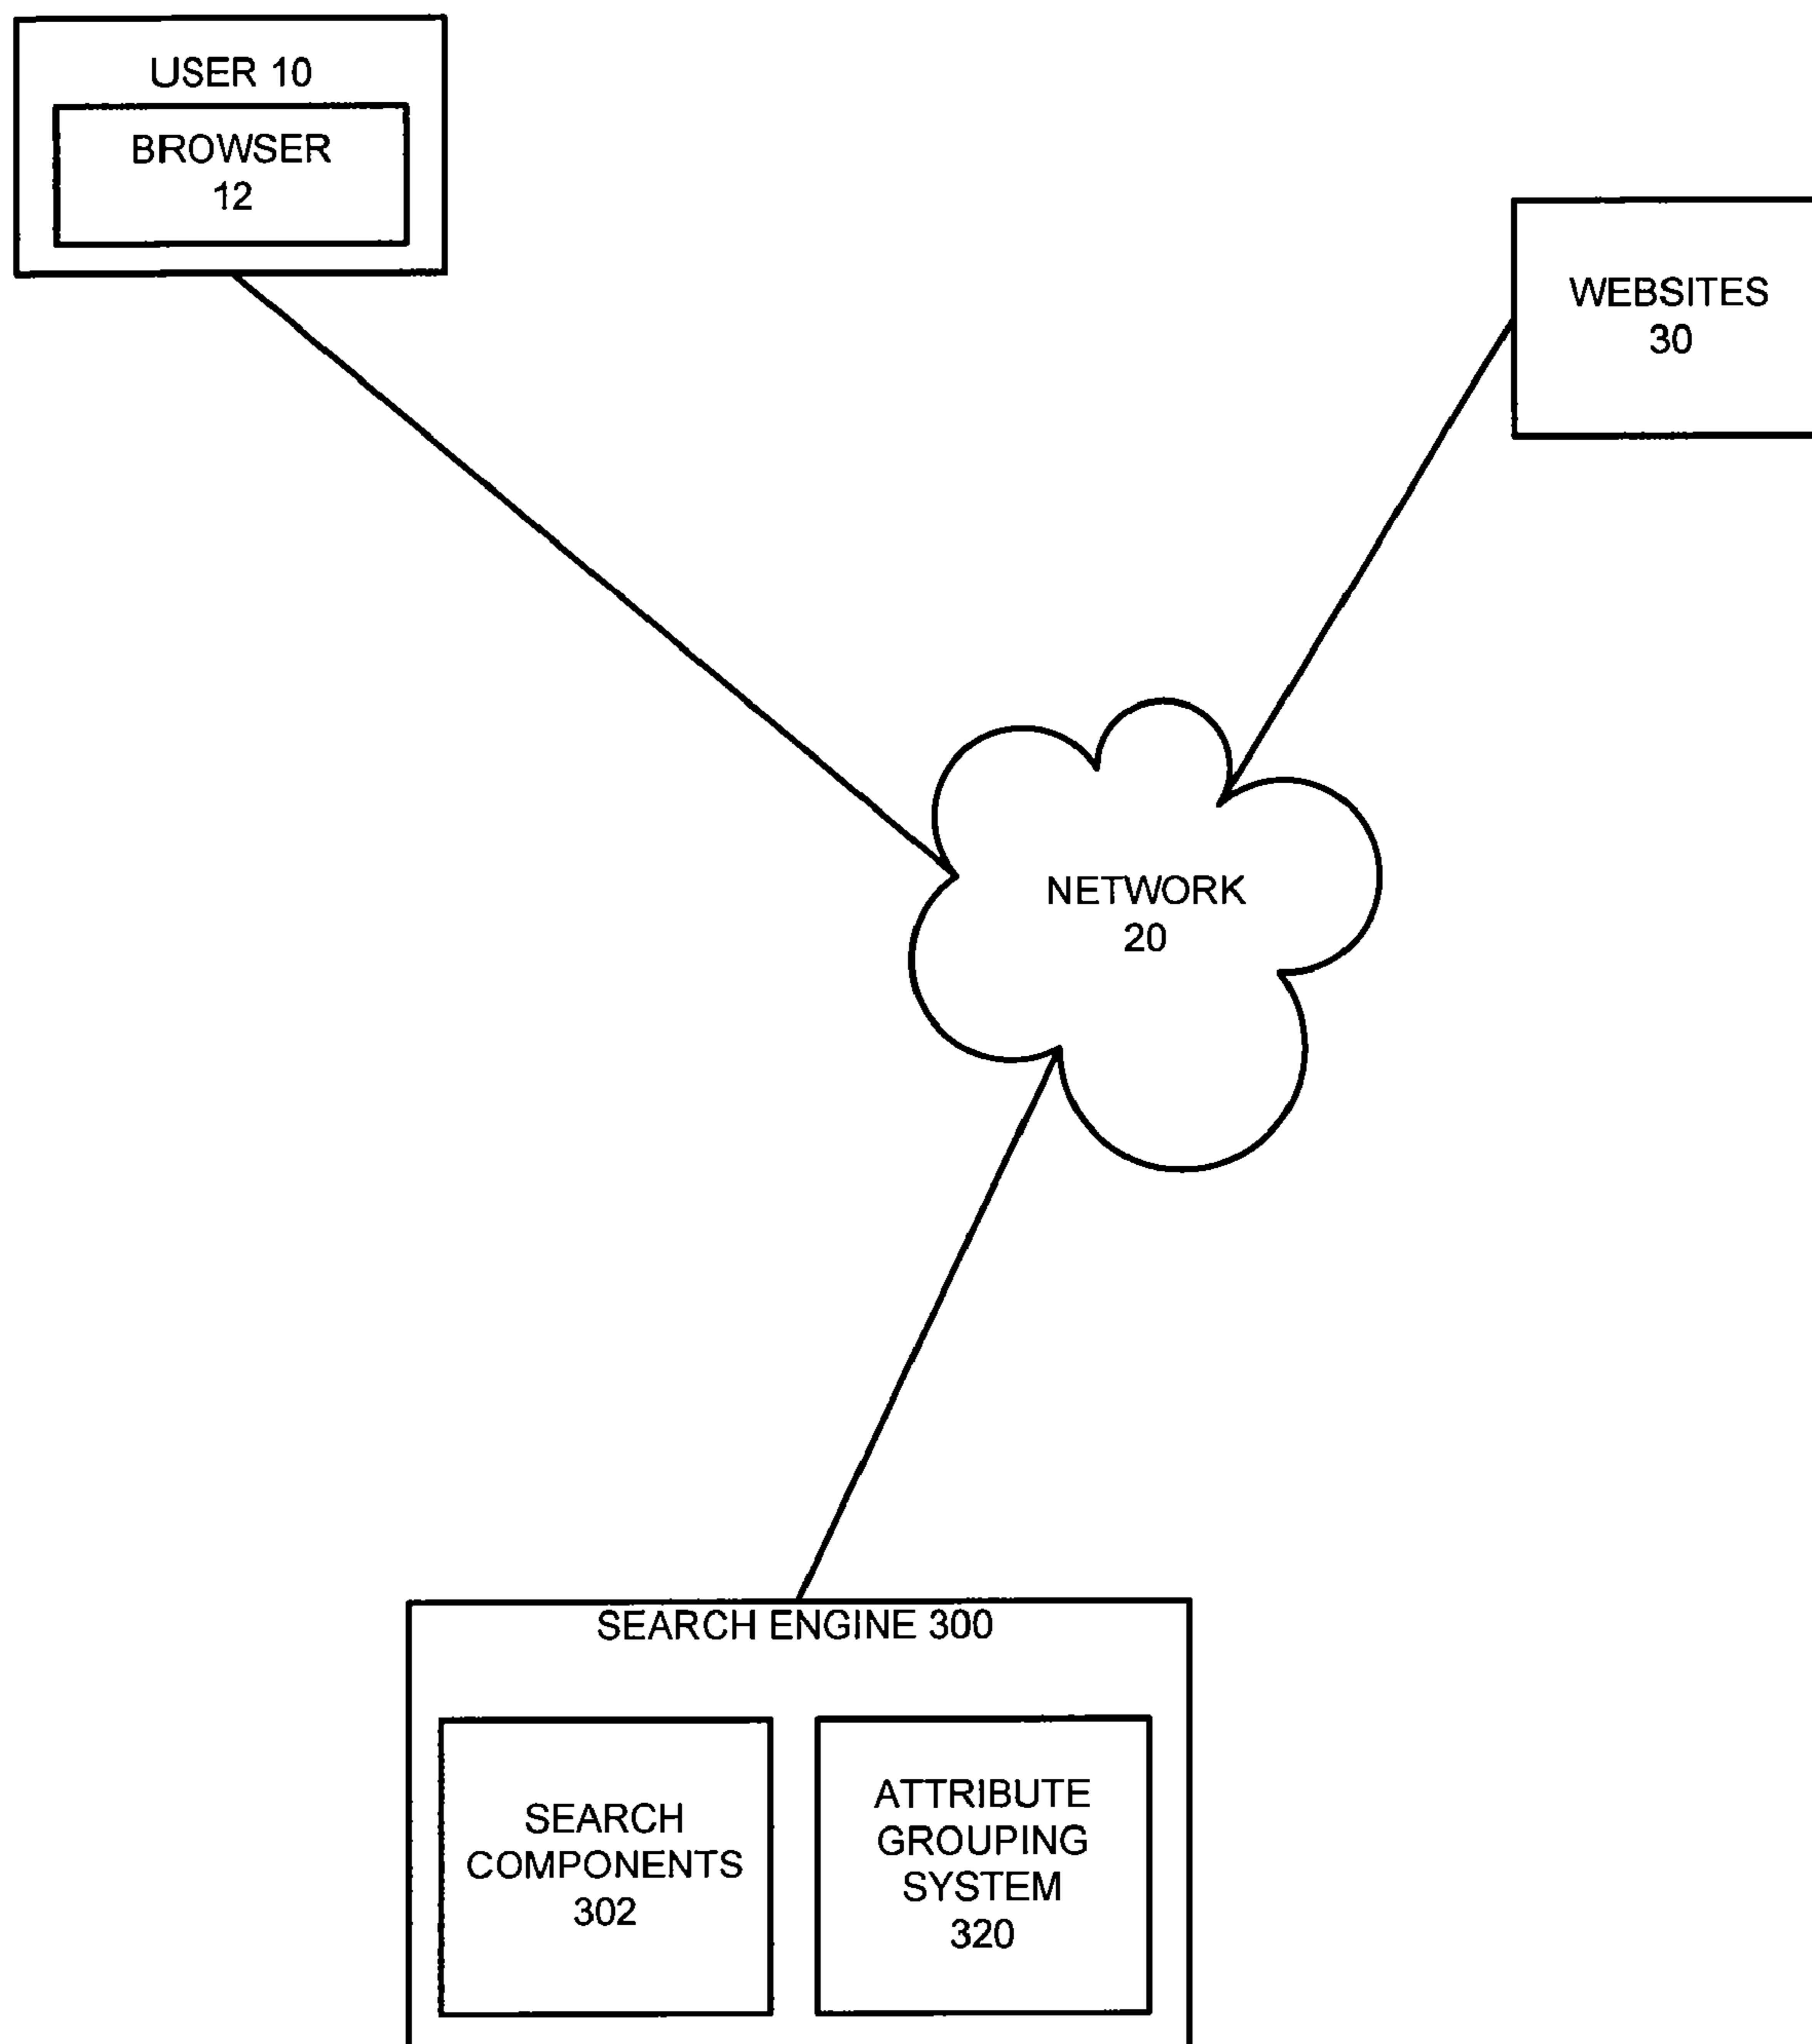 USER 10
BROWSER
12
WEBSITES
30
NETWORK
20
SEARCH ENGINE 300
SEARCH
COMPONENTS
302
ATTRIBUTE
GROUPING
SYSTEM
320